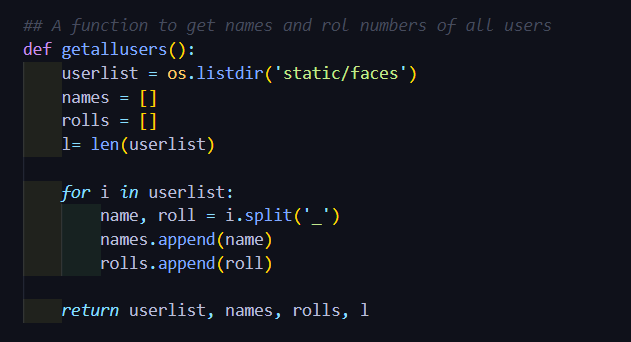 ## A function to get names and rol numbers of all users
def getallusers():
    userlist = os.listdir('static/faces')
    names = []
    rolls = []
    l= len(userlist)

    for i in userlist:
        name, roll = i.split('_')
        names.append(name)
        rolls.append(roll)

    return userlist, names, rolls, l